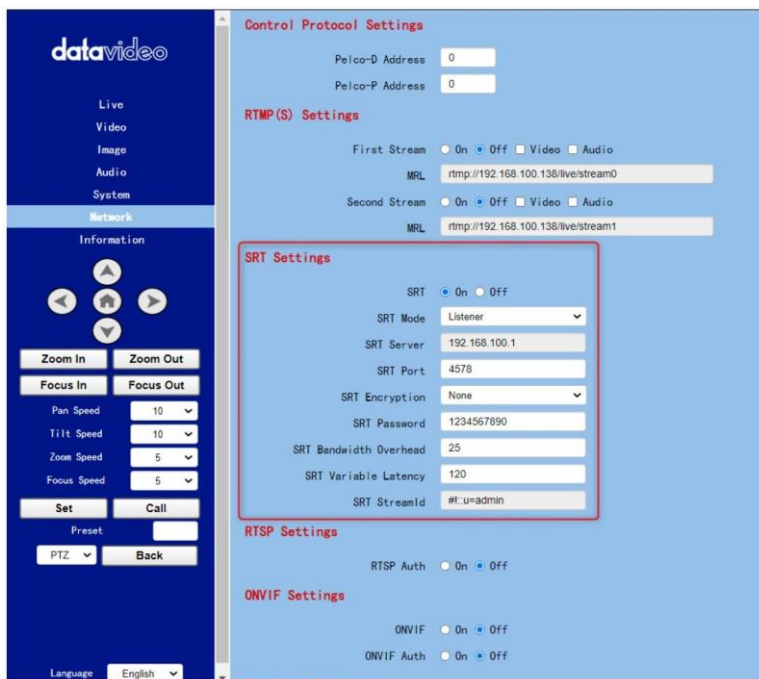 datavideo
Live
Video
Image
Audio
System
Network
Information
Zoom In Zoom Out
Focus In Focus Out
Pan Speed 10
Tilt Speed 10
Zoom Speed 5
Focus Speed 5
Set Call
Preset
PTZ Back
Language English
Control Protocol Settings
Pelco-D Address 0
Pelco-P Address 0
RTMP(S) Settings
First Stream On Off Video Audio
MRL rtmp://192.168.100.138/live/stream0
Second Stream On Off Video Audio
MRL rtmp://192.168.100.138/live/stream1
SRT Settings
SRT On Off
SRT Mode Listener
SRT Server 192.168.100.1
SRT Port 4578
SRT Encryption None
SRT Password 1234567890
SRT Bandwidth Overhead 25
SRT Variable Latency 120
SRT StreamId #!::u=admin
RTSP Settings
RTSP Auth On Off
ONVIF Settings
ONVIF On Off
ONVIF Auth On Off